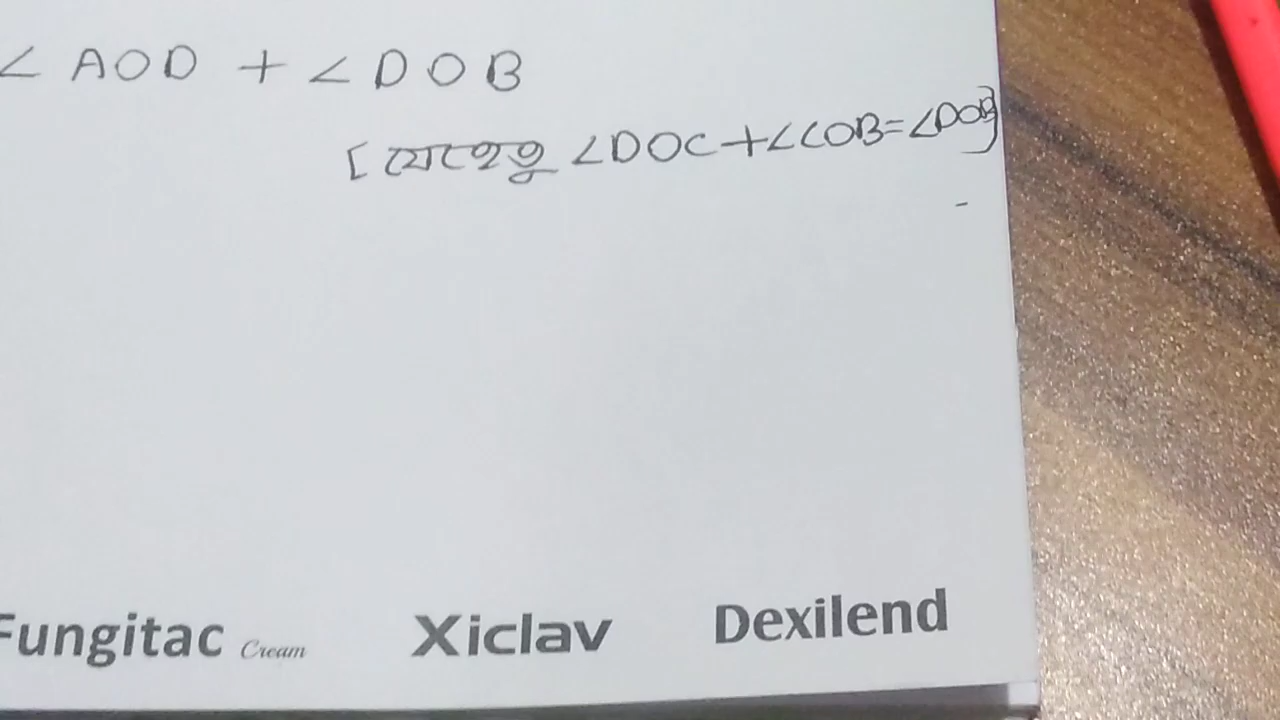 ∠ AOD + ∠ DOB
[ যেহেতু ∠DOC + ∠COB = ∠DOB]
Fungitac Cream Xiclav Dexilend